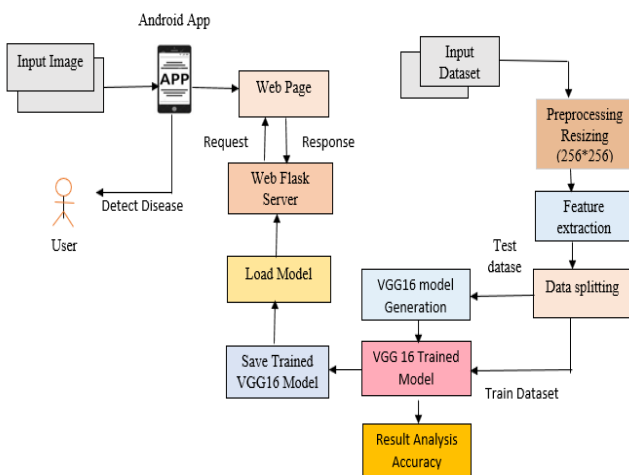 Android App
Input Image
APP
Web Page
Request
Response
Web Flask
Server
Detect Disease
User
Load Model
Save Trained
VGG16 Model
Input
Dataset
Preprocessing
Resizing
(256*256)
Feature
extraction
Test
datase
Data splitting
VGG16 model
Generation
VGG 16 Trained
Model
Train Dataset
Result Analysis
Accuracy